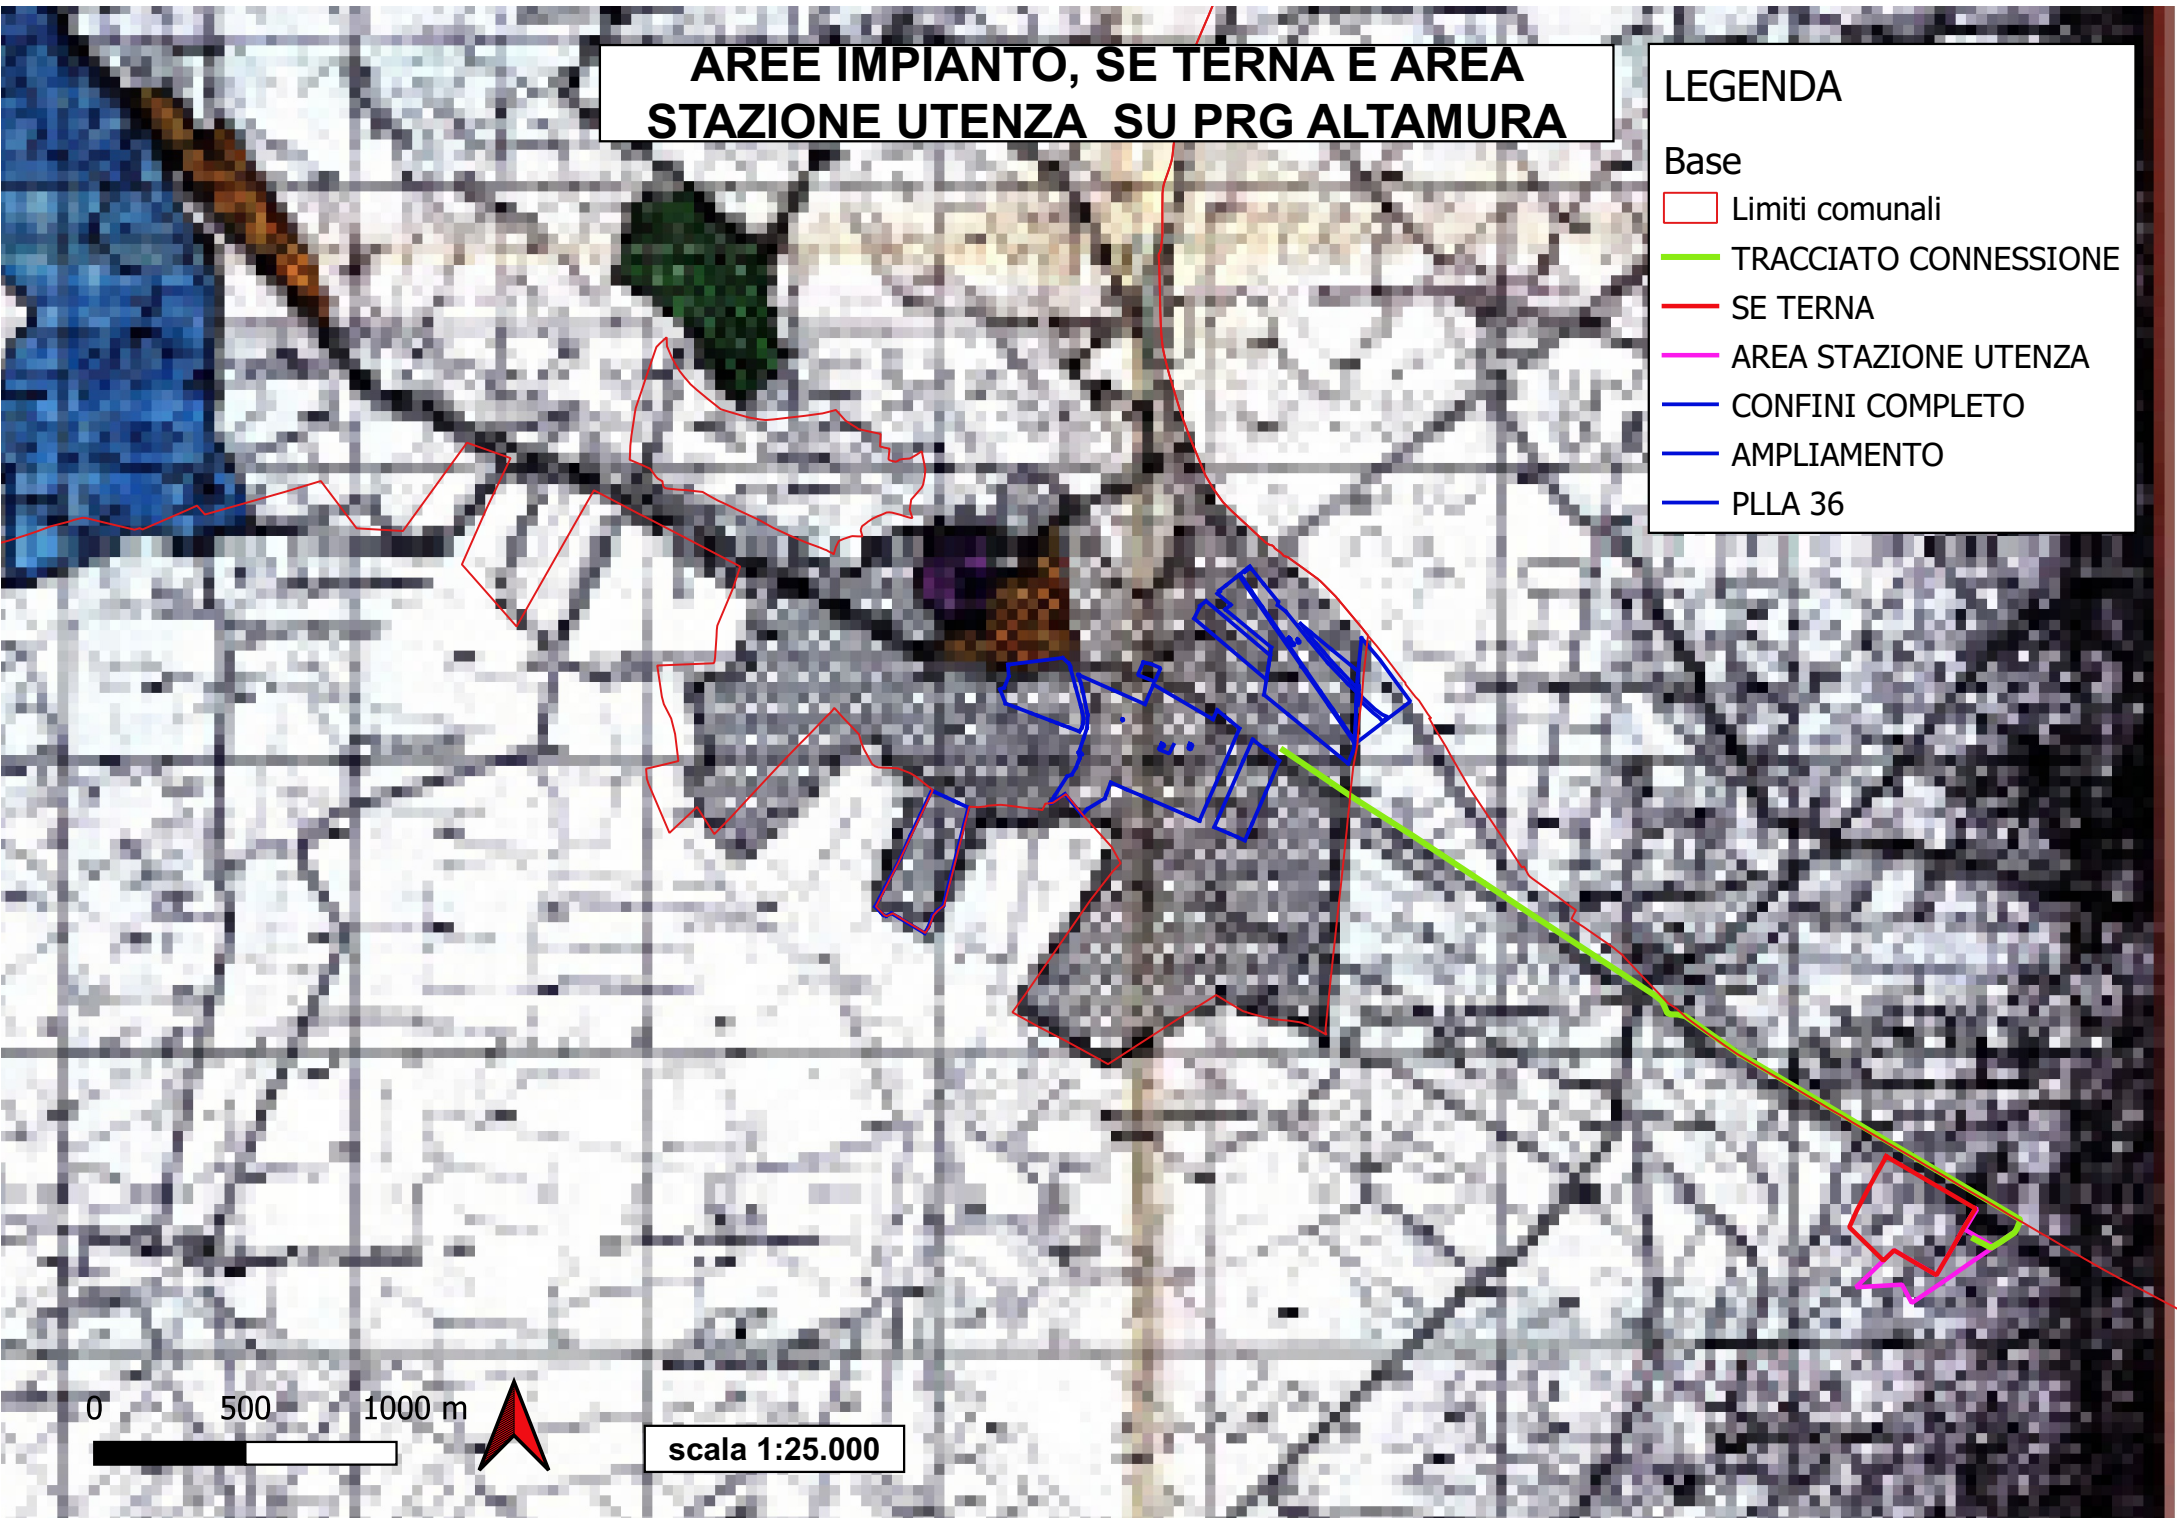 AREE IMPIANTO, SE TERNA E AREA
STAZIONE UTENZA SU PRG ALTAMURA
LEGENDA
Base
Limiti comunali
TRACCIATO CONNESSIONE
SE TERNA
AREA STAZIONE UTENZA
CONFINI COMPLETO
AMPLIAMENTO
PLLA 36
0 500 1000 m
scala 1:25.000